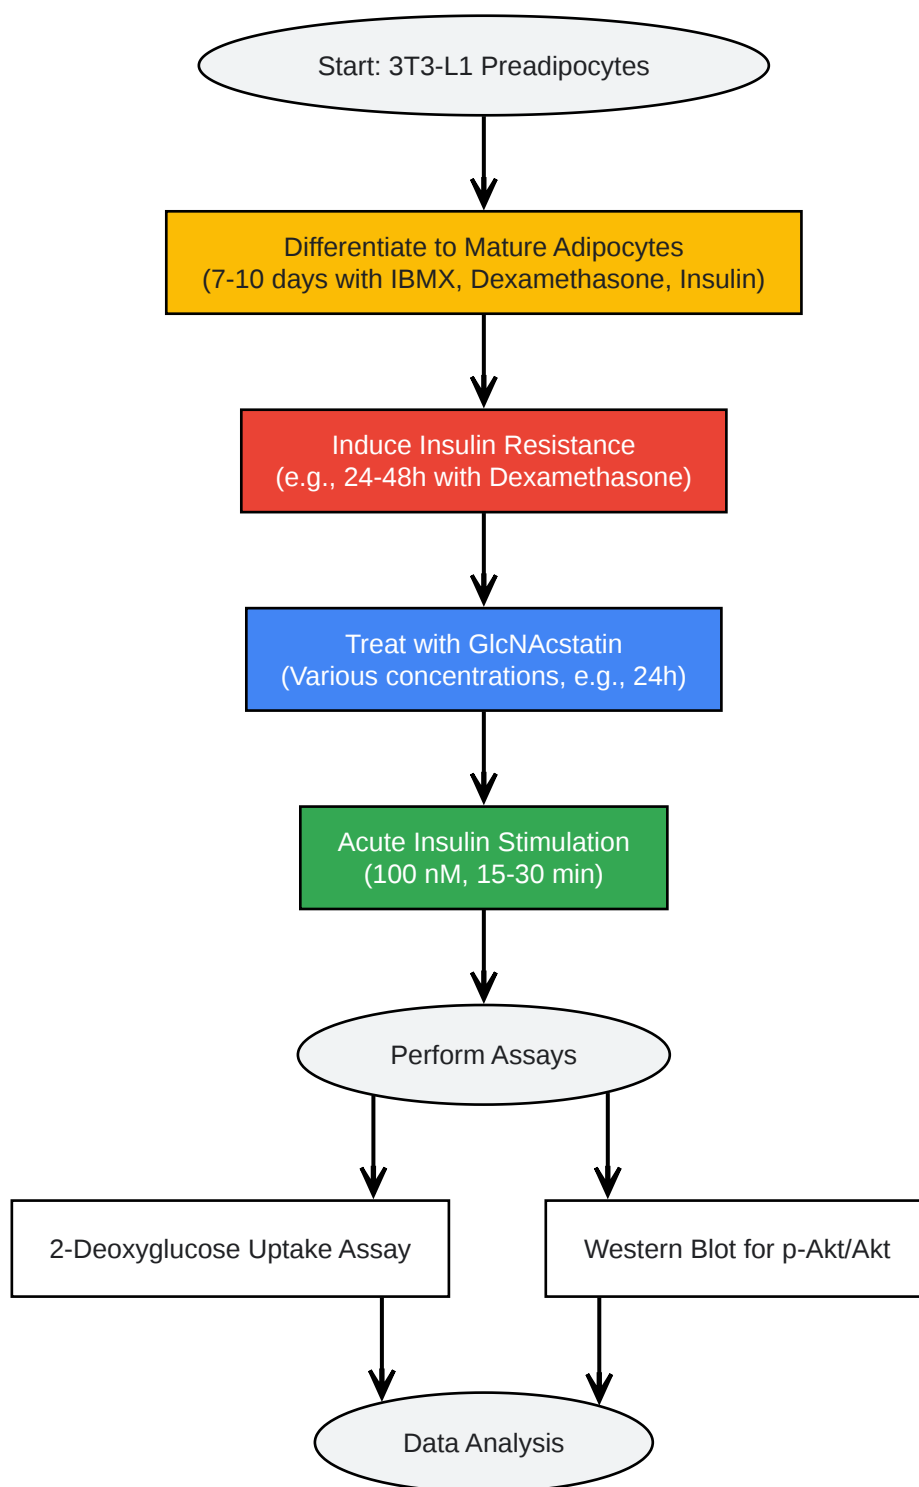 Start: 3T3-L1 Preadipocytes
Differentiate to Mature Adipocytes
(7-10 days with IBMX, Dexamethasone, Insulin)
Induce Insulin Resistance
(e.g., 24-48h with Dexamethasone)
Treat with GlcNAcstatin
(Various concentrations, e.g., 24h)
Acute Insulin Stimulation
(100 nM, 15-30 min)
Perform Assays
2-Deoxyglucose Uptake Assay
Western Blot for p-Akt/Akt
Data Analysis